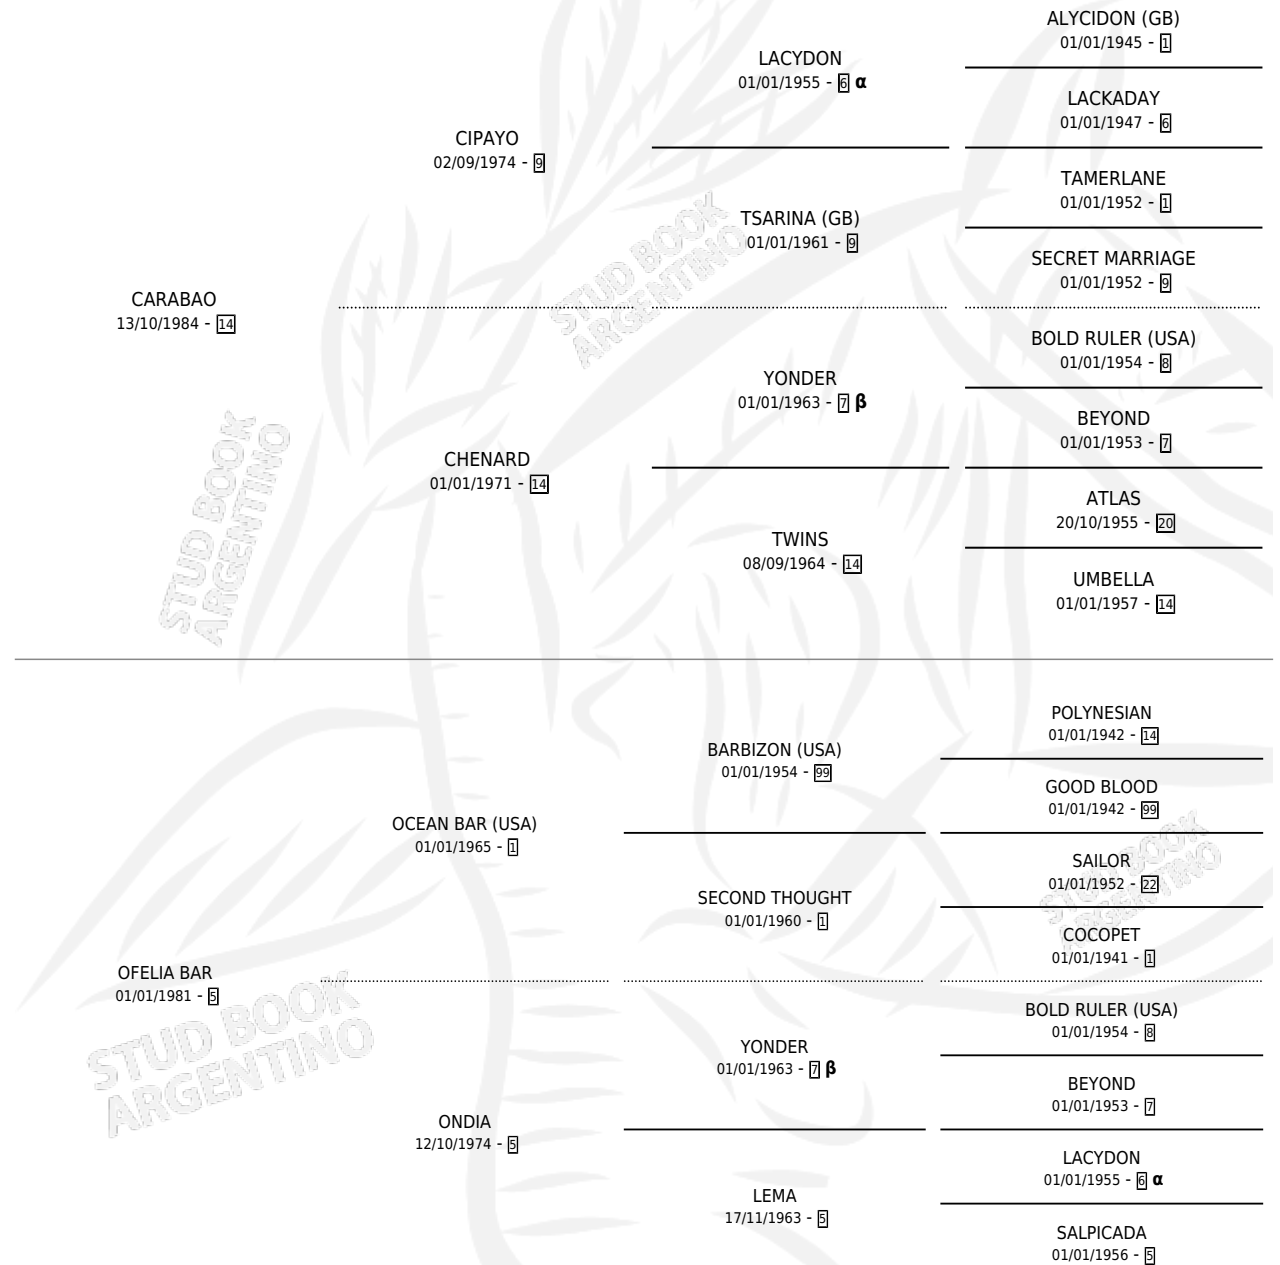 ALYCIDON (GB)
01/01/1945 - 1
LACYDON
01/01/1955 - 6 α
LACKADAY
01/01/1947 - 6
CIPAYO
02/09/1974 - 9
TAMERLANE
01/01/1952 - 1
TSARINA (GB)
01/01/1961 - 9
SECRET MARRIAGE
01/01/1952 - 9
STUD BOOK
ARGENTINO
CARABAO
13/10/1984 - 14
BOLD RULER (USA)
01/01/1954 - 8
YONDER
01/01/1963 - 7 β
BEYOND
01/01/1953 - 7
CHENARD
01/01/1971 - 14
ATLAS
20/10/1955 - 20
TWINS
08/09/1964 - 14
UMBELLA
01/01/1957 - 14
STUD BOOK
ARGENTINO
POLYNESIAN
01/01/1942 - 14
BARBIZON (USA)
01/01/1954 - 99
GOOD BLOOD
01/01/1942 - 99
OCEAN BAR (USA)
01/01/1965 - 1
SAILOR
01/01/1952 - 22
SECOND THOUGHT
01/01/1960 - 1
COCOPET
01/01/1941 - 1
STUD BOOK
ARGENTINO
OFELIA BAR
01/01/1981 - 5
BOLD RULER (USA)
01/01/1954 - 8
YONDER
01/01/1963 - 7 β
BEYOND
01/01/1953 - 7
STUD BOOK
ARGENTINO
ONDIA
12/10/1974 - 5
LACYDON
01/01/1955 - 6 α
LEMA
17/11/1963 - 5
SALPICADA
01/01/1956 - 5